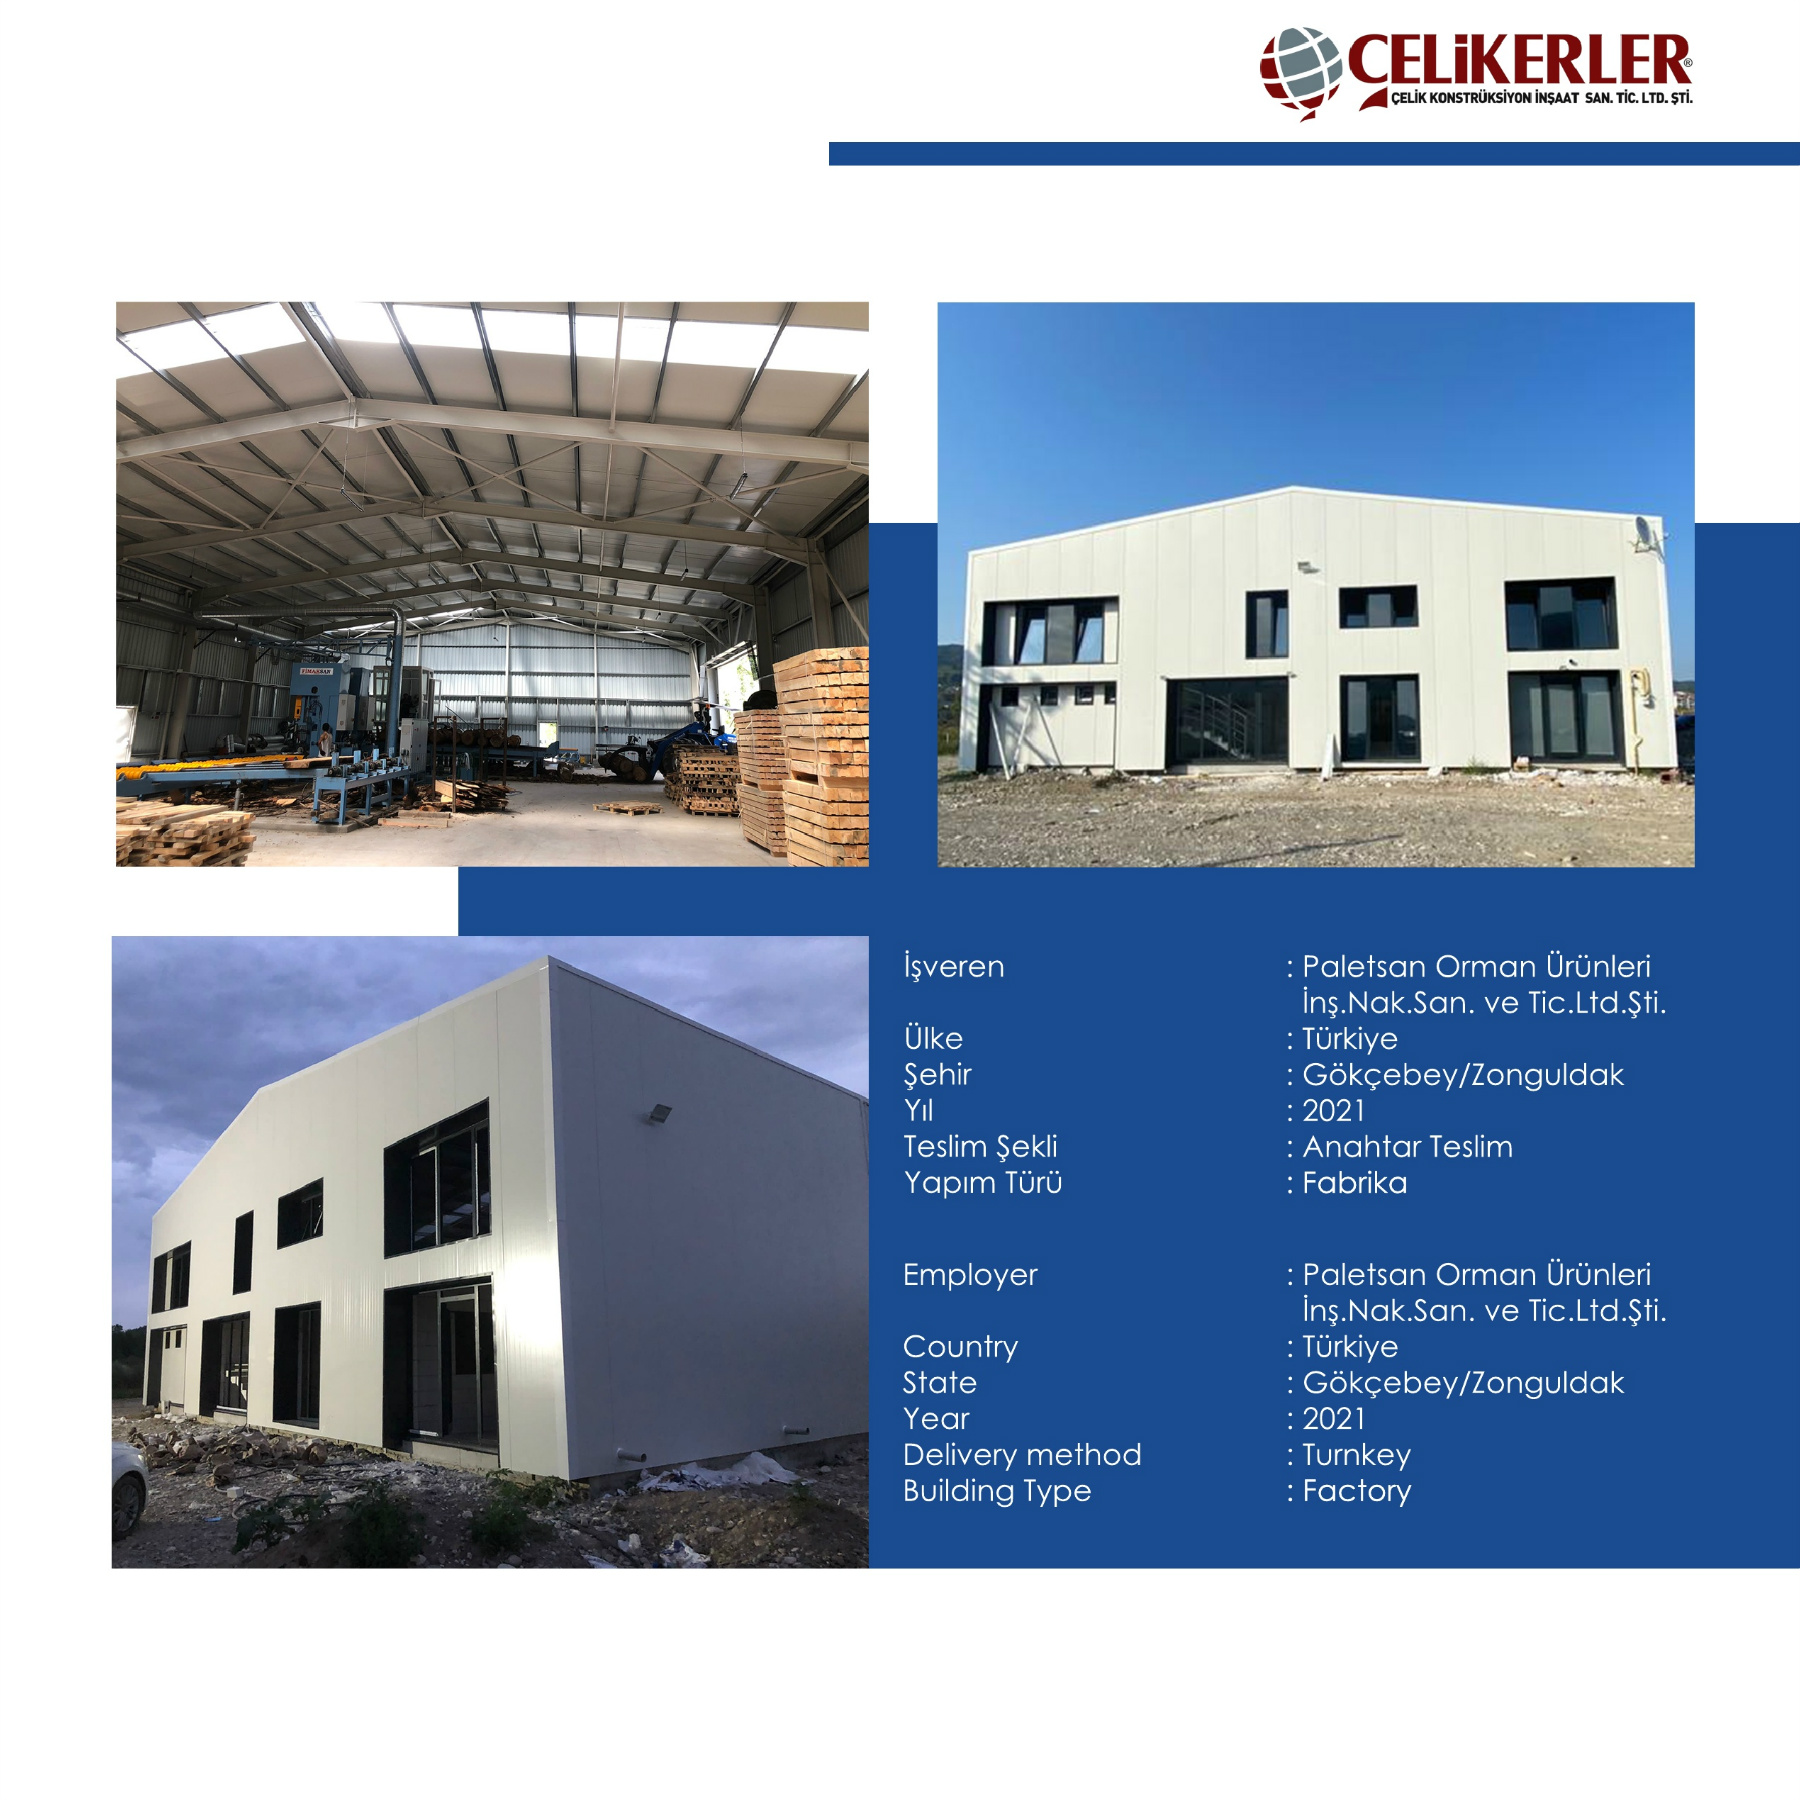 ÇELİKERLER®
ÇELİK KONSTRÜKSİYON İNŞAAT SAN. TİC. LTD. ŞTİ.
İşveren : Paletsan Orman Ürünleri
İnş.Nak.San. ve Tic.Ltd.Şti.
Ülke : Türkiye
Şehir : Gökçebey/Zonguldak
Yıl : 2021
Teslim Şekli : Anahtar Teslim
Yapım Türü : Fabrika
Employer : Paletsan Orman Ürünleri
İnş.Nak.San. ve Tic.Ltd.Şti.
Country : Türkiye
State : Gökçebey/Zonguldak
Year : 2021
Delivery method : Turnkey
Building Type : Factory